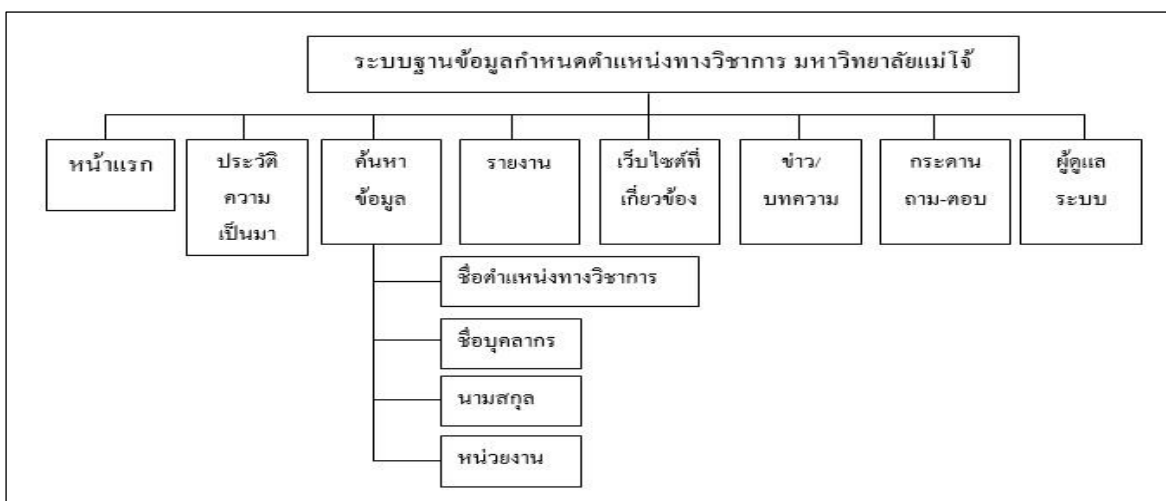 ระบบฐานข้อมูลกำหนดตำแหน่งทางวิชาการ มหาวิทยาลัยแม่โจ้
หน้าแรก
ประวัติ
ความ
เป็นมา
ค้นหา
ข้อมูล
รายงาน
เว็บไซต์ที่
เกี่ยวข้อง
ข่าว/
บทความ
กระดาน
ถาม-ตอบ
ผู้ดูแล
ระบบ
ชื่อตำแหน่งทางวิชาการ
ชื่อบุคลากร
นามสกุล
หน่วยงาน